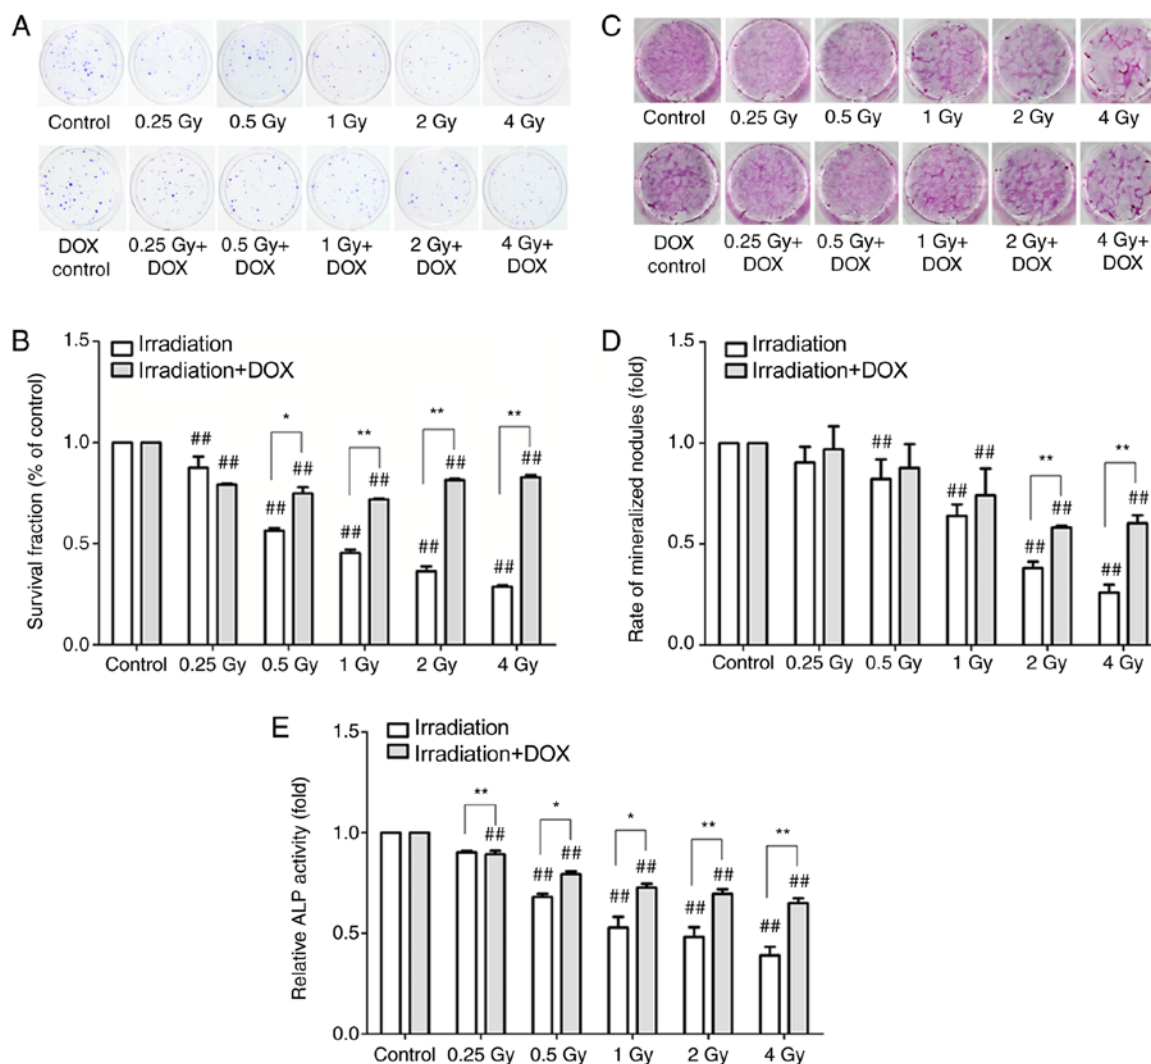 A
Control 0.25 Gy 0.5 Gy 1 Gy 2 Gy 4 Gy
DOX 0.25 Gy+ 0.5 Gy+ 1 Gy+ 2 Gy+ 4 Gy+
control DOX DOX DOX DOX DOX
C
Control 0.25 Gy 0.5 Gy 1 Gy 2 Gy 4 Gy
DOX 0.25 Gy+ 0.5 Gy+ 1 Gy+ 2 Gy+ 4 Gy+
control DOX DOX DOX DOX DOX
B
Survival fraction (% of control)
1.5
1.0
0.5
0.0
Irradiation
Irradiation+DOX
## ## ## * ## ## ** ## ## ** ## ## ** ##
Control 0.25 Gy 0.5 Gy 1 Gy 2 Gy 4 Gy
D
Rate of mineralized nodules (fold)
1.5
1.0
0.5
0.0
Irradiation
Irradiation+DOX
## ## ## ## ** ## ## ** ##
Control 0.25 Gy 0.5 Gy 1 Gy 2 Gy 4 Gy
E
Relative ALP activity (fold)
1.5
1.0
0.5
0.0
Irradiation
Irradiation+DOX
** ## ## * ## ## * ## ## ** ## ## ** ##
Control 0.25 Gy 0.5 Gy 1 Gy 2 Gy 4 Gy